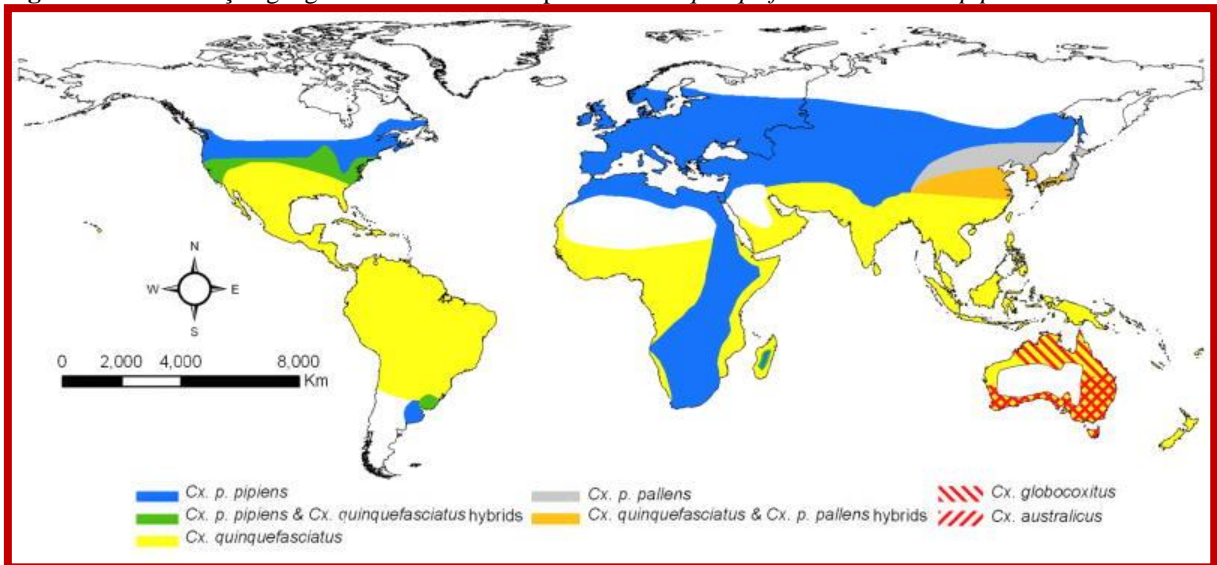 N
W E
S
0 2,000 4,000 8,000
Km
Cx. p. pipiens
Cx. p. pipiens & Cx. quinquefasciatus hybrids
Cx. quinquefasciatus
Cx. p. pallens
Cx. quinquefasciatus & Cx. p. pallens hybrids
Cx. globocoxitus
Cx. australicus